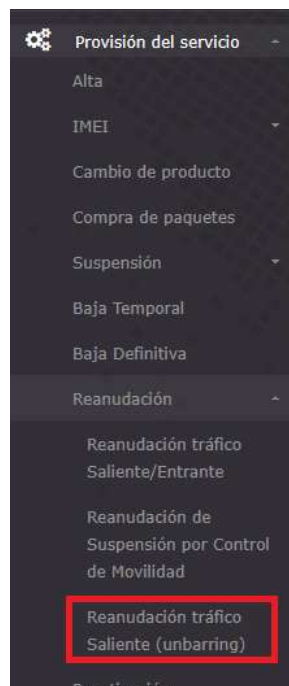 Provisión del servicio
Alta
IMEI
Cambio de producto
Compra de paquetes
Suspensión
Baja Temporal
Baja Definitiva
Reanudación
Reanudación tráfico
Saliente/Entrante
Reanudación de
Suspensión por Control
de Movilidad
Reanudación tráfico
Saliente (unbarring)